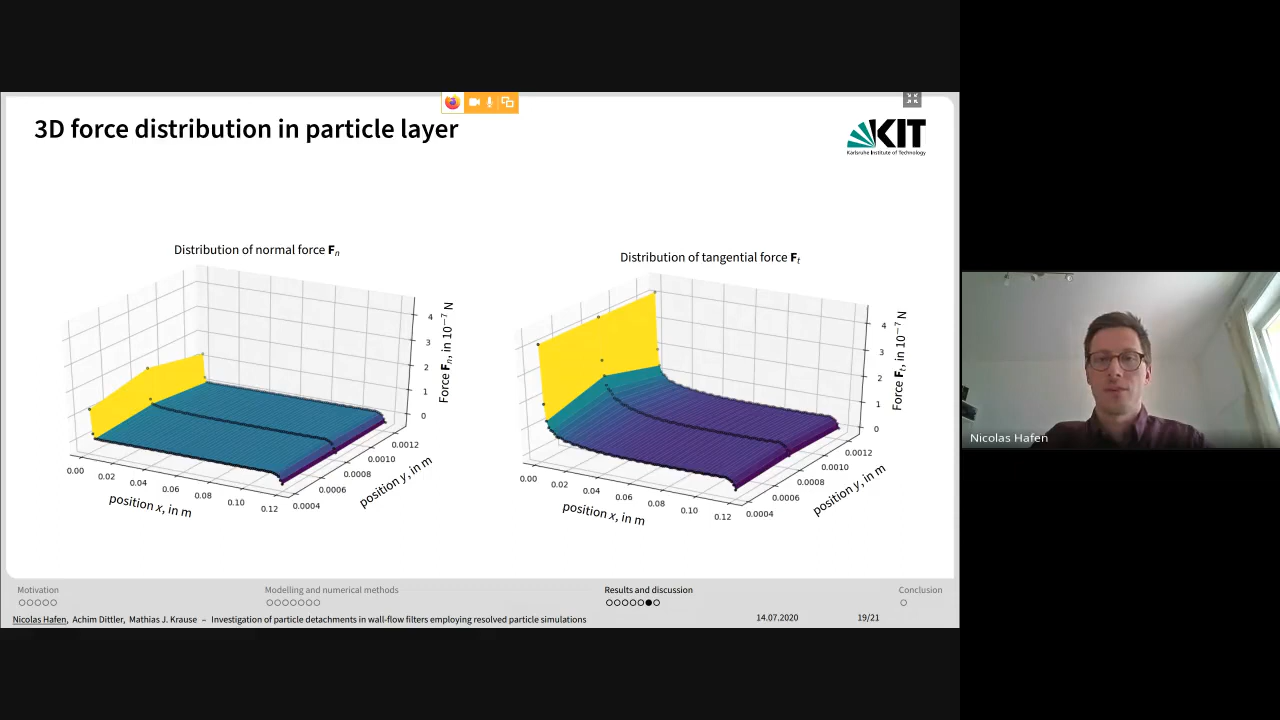 3D force distribution in particle layer
KIT
Karlsruhe Institute of Technology
Distribution of normal force Fn
Force Fn, in 10−7 N
4
3
2
1
0
0.00
0.02
0.04
0.06
0.08
0.10
0.12
position x, in m
0.0004
0.0006
0.0008
0.0010
0.0012
position y, in m
Distribution of tangential force Ft
Force Ft, in 10−7 N
4
3
2
1
0
0.00
0.02
0.04
0.06
0.08
0.10
0.12
position x, in m
0.0004
0.0006
0.0008
0.0010
0.0012
position y, in m
Nicolas Hafen
Motivation
Modelling and numerical methods
Results and discussion
Conclusion
Nicolas Hafen, Achim Dittler, Mathias J. Krause – Investigation of particle detachments in wall-flow filters employing resolved particle simulations
14.07.2020
19/21